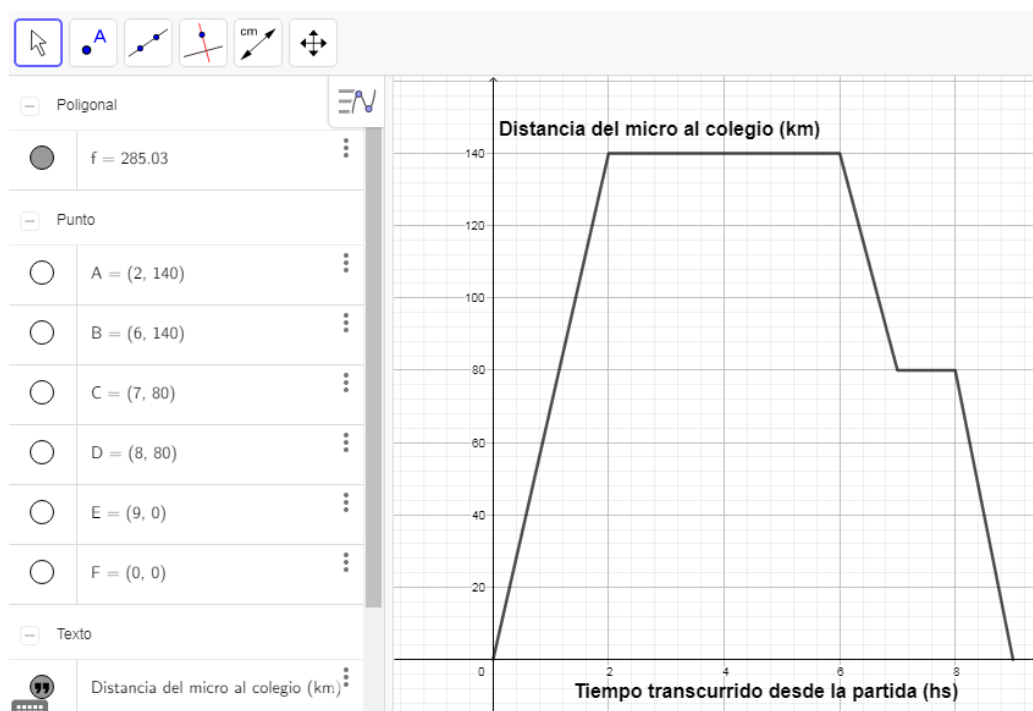 A
cm
Poligonal
f = 285.03
Punto
A = (2, 140)
B = (6, 140)
C = (7, 80)
D = (8, 80)
E = (9, 0)
F = (0, 0)
Texto
Distancia del micro al colegio (km)
Distancia del micro al colegio (km)
140
120
100
80
60
40
20
0 2 4 6 8
Tiempo transcurrido desde la partida (hs)